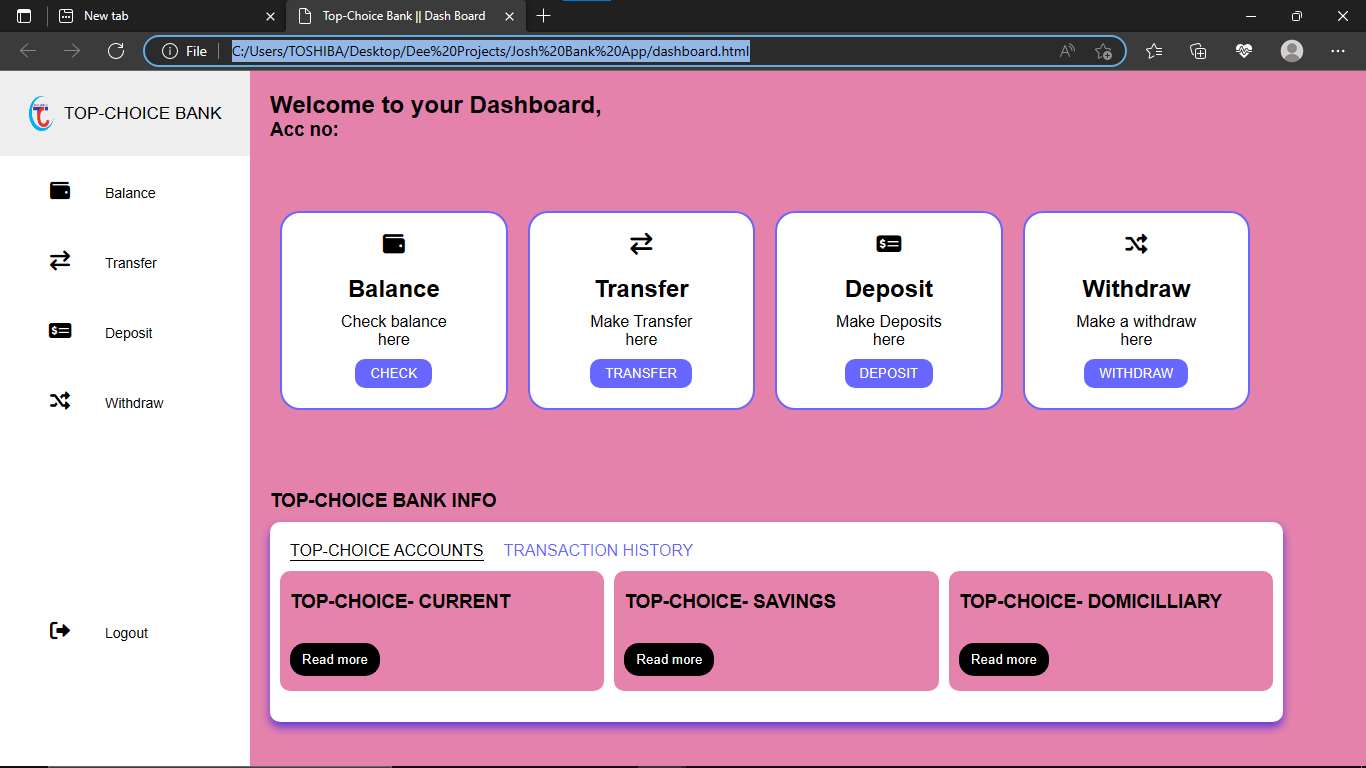 New tab
Top-Choice Bank || Dash Board
File
C:/Users/TOSHIBA/Desktop/Dee%20Projects/Josh%20Bank%20App/dashboard.html
TOP-CHOICE BANK
Balance
Transfer
Deposit
Withdraw
Logout
Welcome to your Dashboard,
Acc no:
Balance
Check balance
here
CHECK
Transfer
Make Transfer
here
TRANSFER
Deposit
Make Deposits
here
DEPOSIT
Withdraw
Make a withdraw
here
WITHDRAW
TOP-CHOICE BANK INFO
TOP-CHOICE ACCOUNTS TRANSACTION HISTORY
TOP-CHOICE- CURRENT
Read more
TOP-CHOICE- SAVINGS
Read more
TOP-CHOICE- DOMICILLIARY
Read more